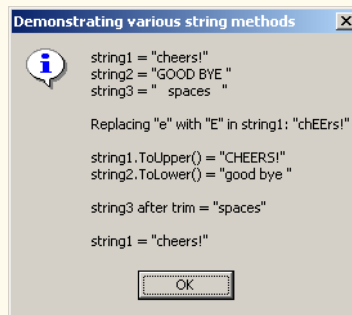 Demonstrating various string methods
string1 = "cheers!"
string2 = "GOOD BYE "
string3 = "   spaces   "
Replacing "e" with "E" in string1: "chEErs!"
string1.ToUpper() = "CHEERS!"
string2.ToLower() = "good bye "
string3 after trim = "spaces"
string1 = "cheers!"
OK